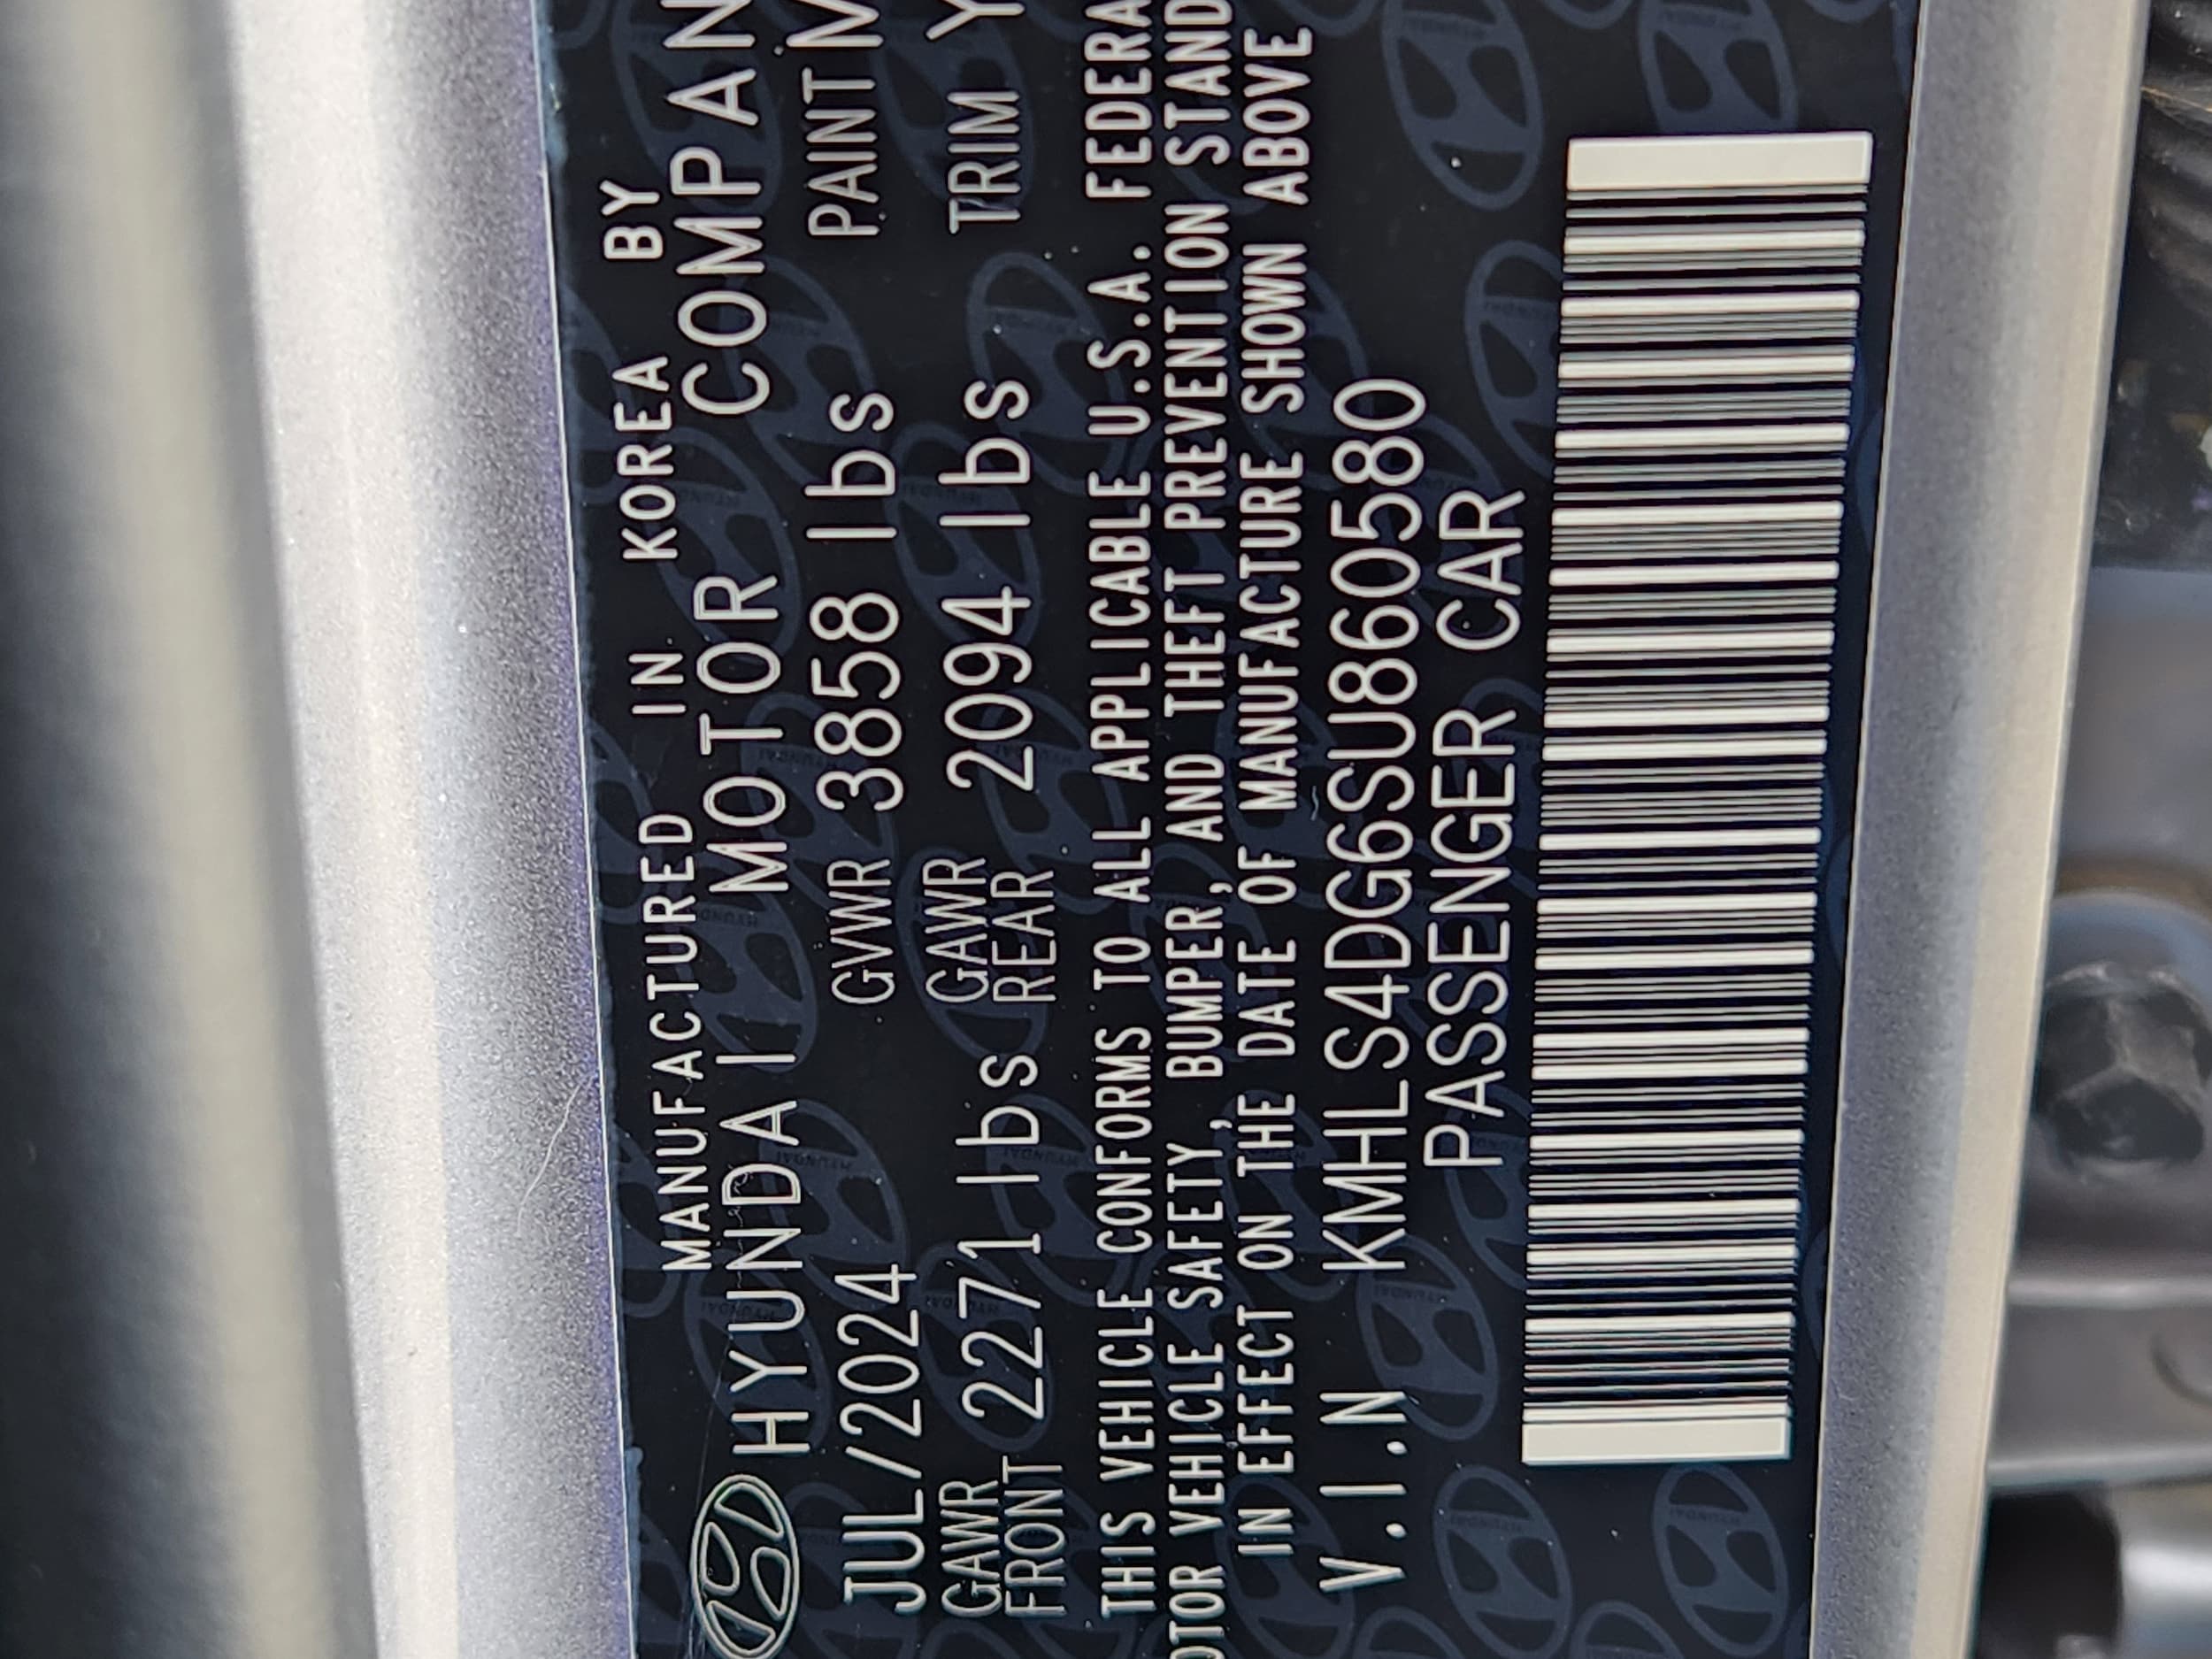 MANUFACTURED IN KOREA BY
HYUNDAI MOTOR COMPAN
JUL/2024 GVWR 3858 lbs PAINT M
GAWR FRONT 2271 lbs GAWR REAR 2094 lbs TRIM Y
THIS VEHICLE CONFORMS TO ALL APPLICABLE U.S.A. FEDERA
OTOR VEHICLE SAFETY, BUMPER, AND THEFT PREVENTION STAND
IN EFFECT ON THE DATE OF MANUFACTURE SHOWN ABOVE
V.I.N KMHLS4DG6SU860580
PASSENGER CAR